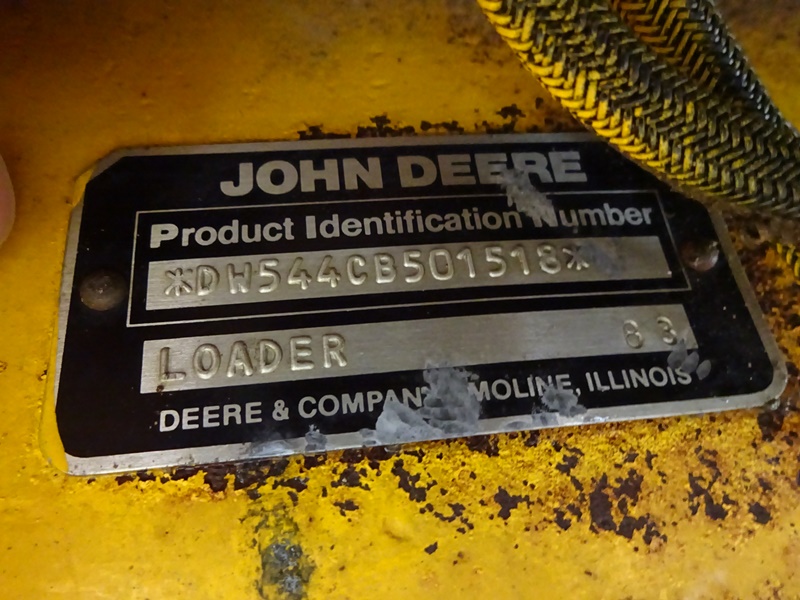 JOHN DEERE
Product Identification Number
*DW544CB501518*
LOADER 83
DEERE & COMPANY MOLINE, ILLINOIS